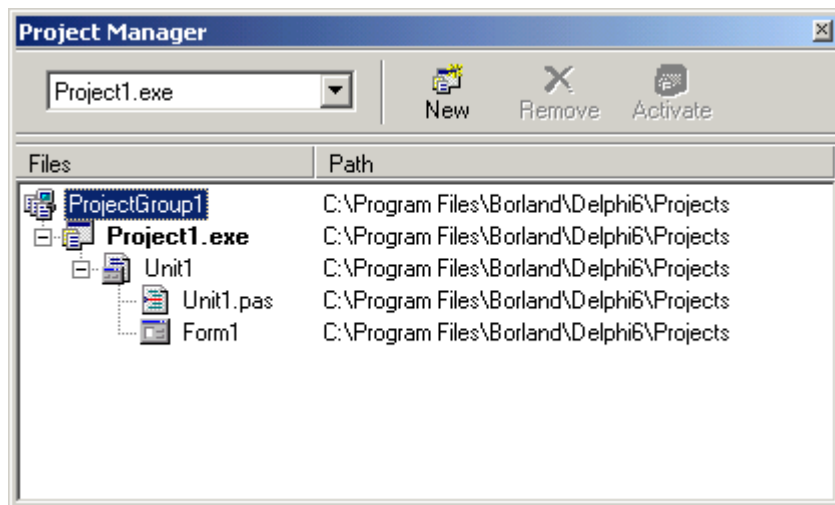 Project Manager
Project1.exe
New Remove Activate
Files Path
ProjectGroup1 C:\Program Files\Borland\Delphi6\Projects
Project1.exe C:\Program Files\Borland\Delphi6\Projects
Unit1 C:\Program Files\Borland\Delphi6\Projects
Unit1.pas C:\Program Files\Borland\Delphi6\Projects
Form1 C:\Program Files\Borland\Delphi6\Projects